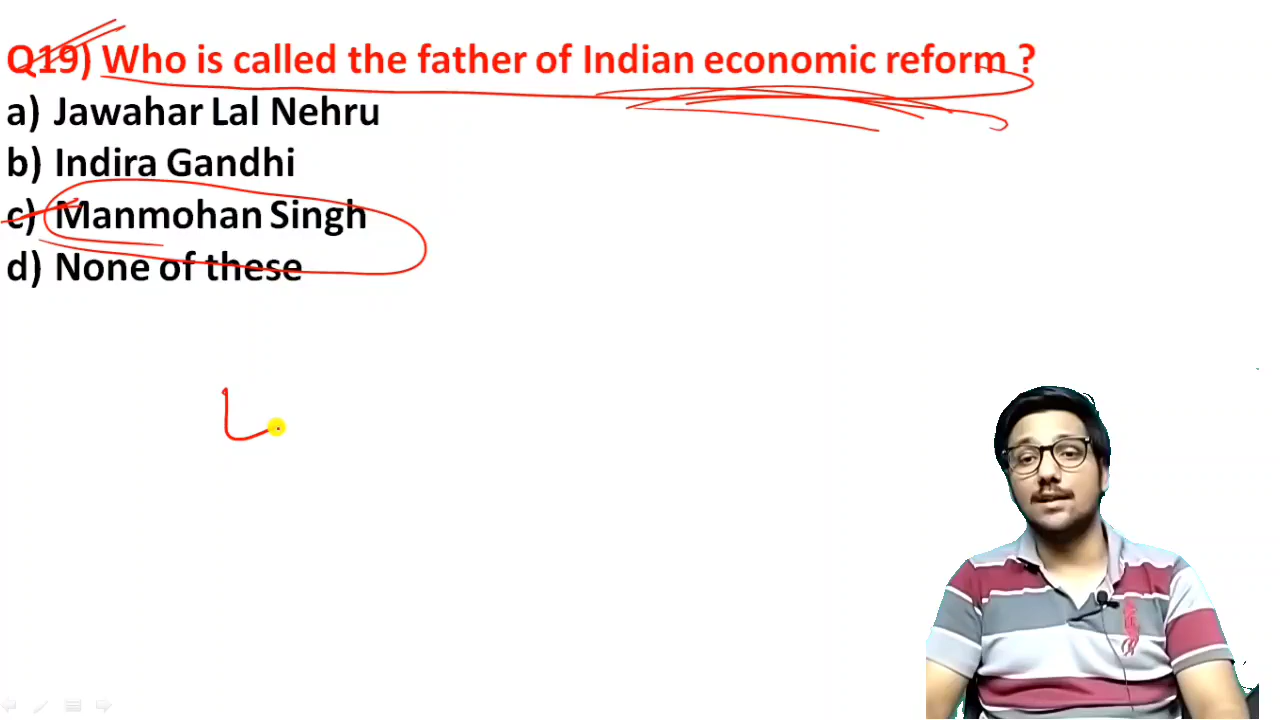 Q19) Who is called the father of Indian economic reform ?
a) Jawahar Lal Nehru
b) Indira Gandhi
c) Manmohan Singh
d) None of these